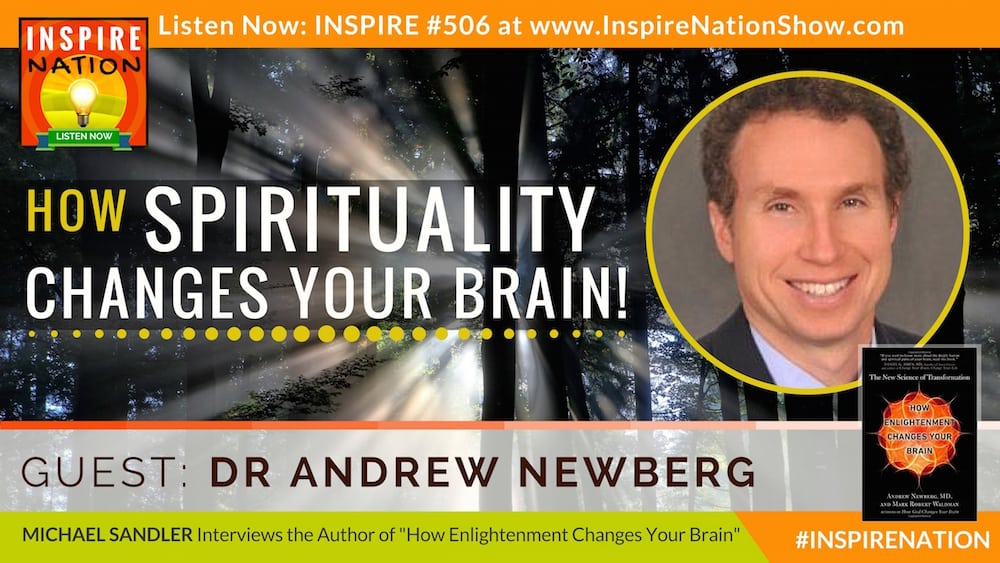 Listen Now: INSPIRE #506 at www.InspireNationShow.com
INSPIRE
NATION
LISTEN NOW
HOW SPIRITUALITY
CHANGES YOUR BRAIN!
The New Science of Transformation
HOW
ENLIGHTENMENT
CHANGES YOUR
BRAIN
ANDREW NEWBERG, MD,
AND MARK ROBERT WALDMAN
GUEST: DR ANDREW NEWBERG
MICHAEL SANDLER Interviews the Author of "How Enlightenment Changes Your Brain"
#INSPIRENATION